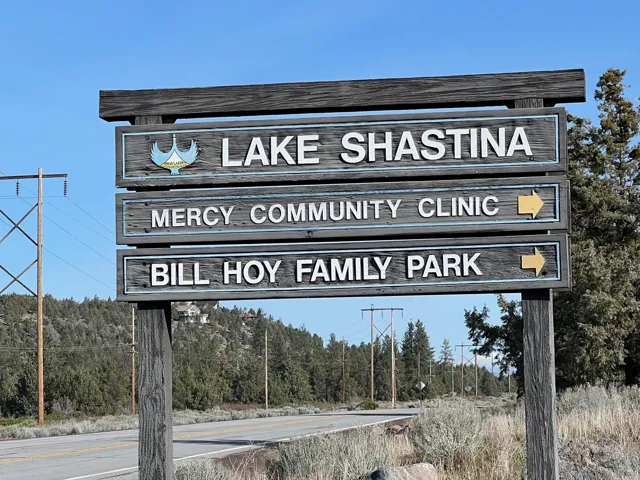 LAKE SHASTINA
MERCY COMMUNITY CLINIC
BILL HOY FAMILY PARK